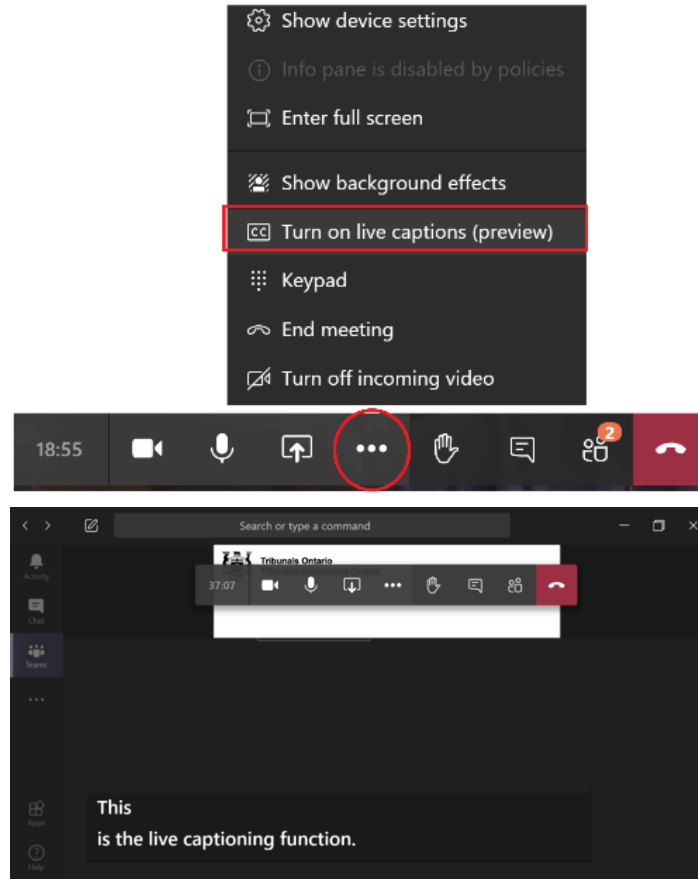 Show device settings
Info pane is disabled by policies
Enter full screen
Show background effects
CC Turn on live captions (preview)
Keypad
End meeting
Turn off incoming video
18:55
2
Search or type a command
Activity
Chat
Teams
Apps
Help
Tribunals Ontario
37:07
This
is the live captioning function.